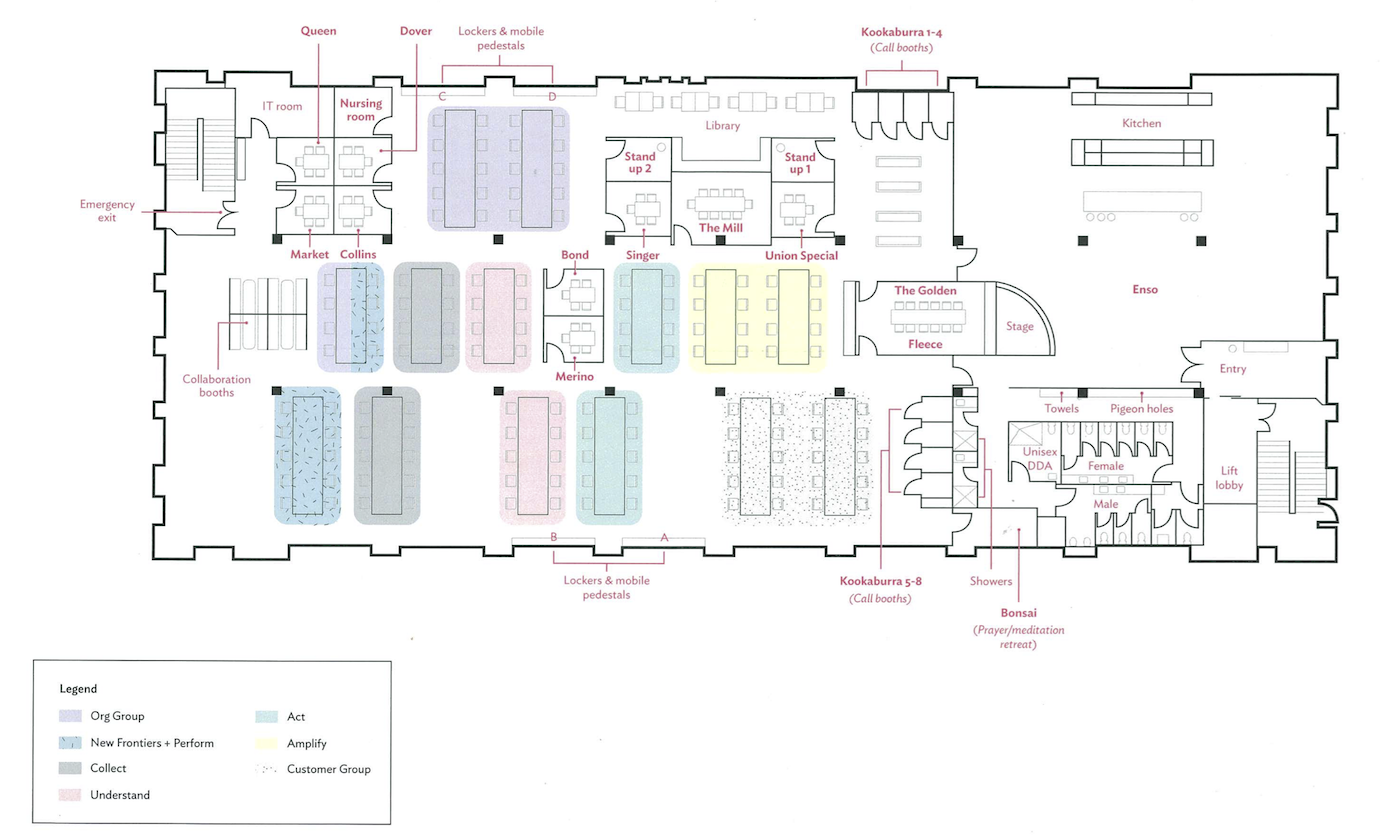 Queen
Dover
Lockers & mobile
pedestals
Kookaburra 1-4
(Call booths)
C
D
IT room
Nursing
room
Library
Kitchen
Stand
up 2
Stand
up 1
Emergency
exit
The Mill
Market
Collins
Bond
Singer
Union Special
The Golden
Fleece
Stage
Enso
Collaboration
booths
Merino
Entry
Towels
Pigeon holes
Unisex
DDA
Female
Male
Lift
lobby
B
A
Lockers & mobile
pedestals
Kookaburra 5-8
(Call booths)
Showers
Bonsai
(Prayer/meditation
retreat)
Legend
Org Group
New Frontiers + Perform
Collect
Understand
Act
Amplify
Customer Group